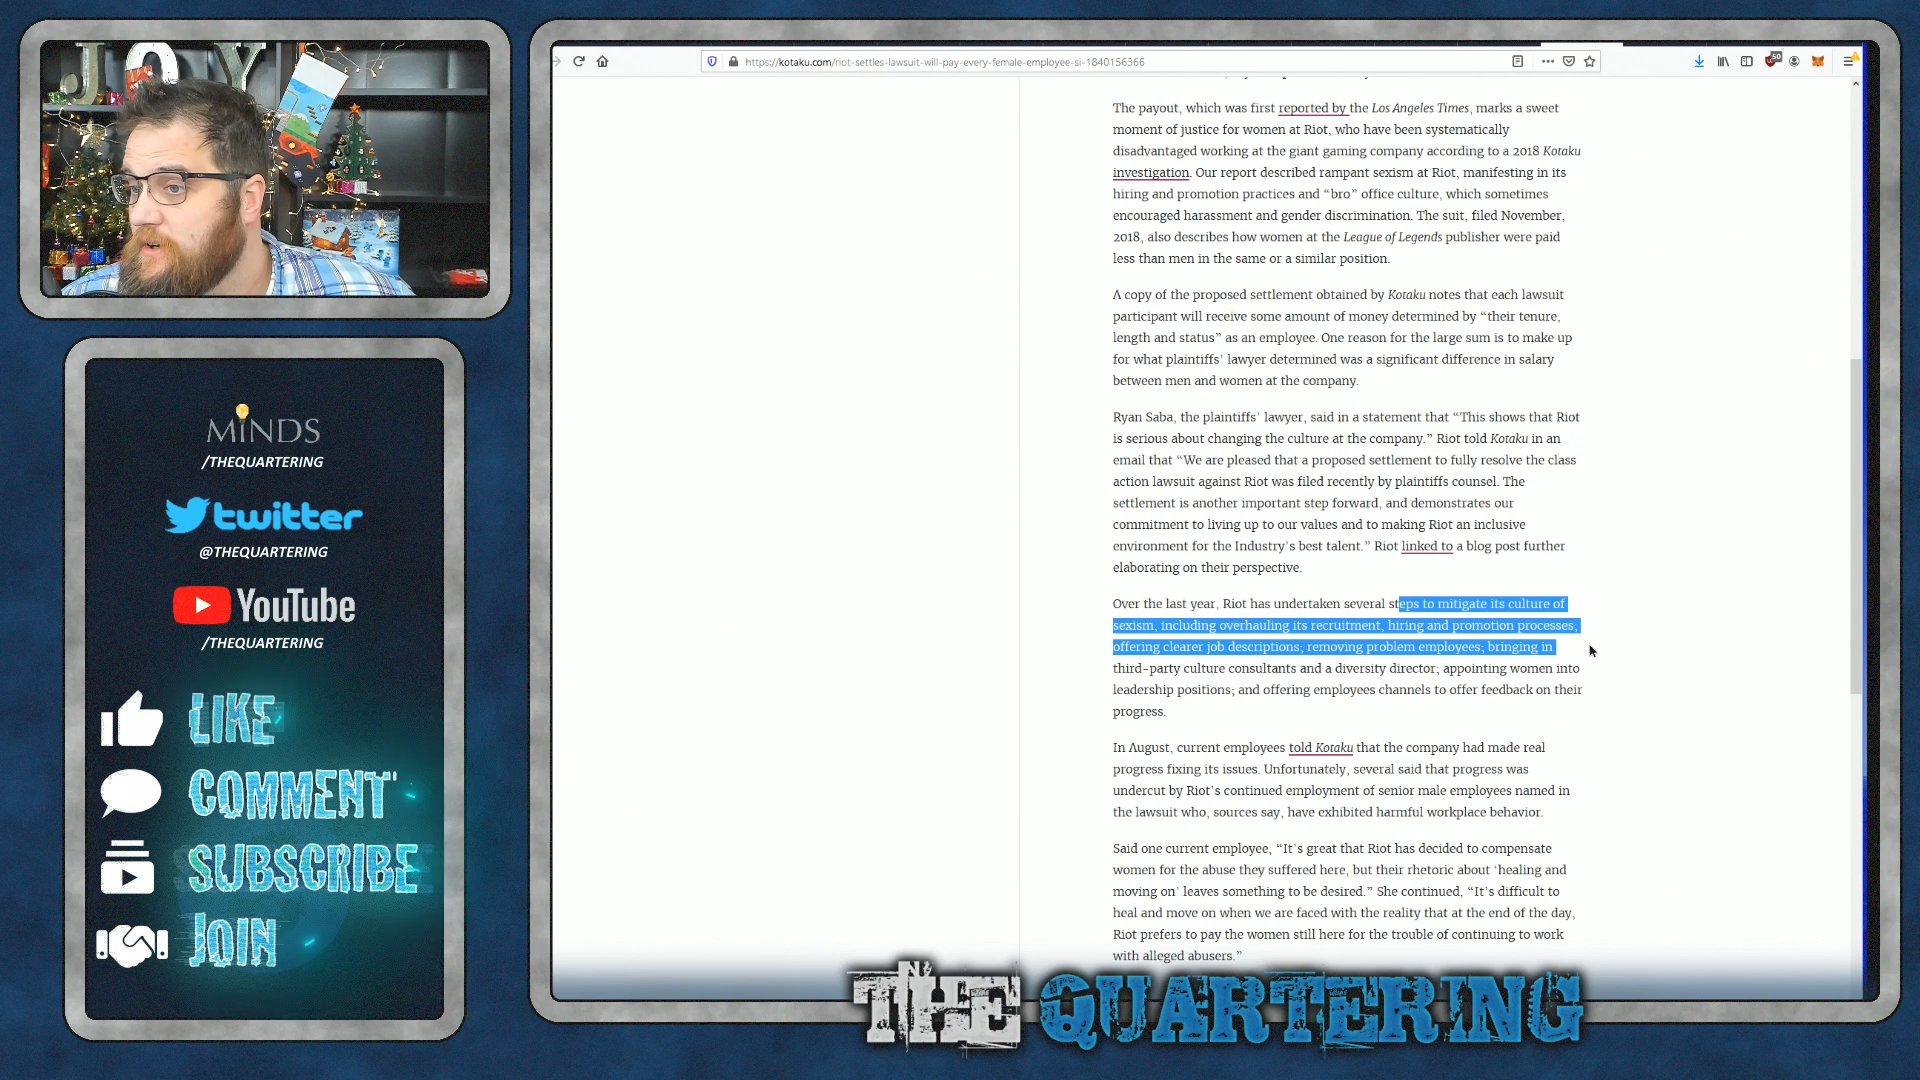 JOY
MINDS
/THEQUARTERING
twitter
@THEQUARTERING
YouTube
/THEQUARTERING
LIKE
COMMENT
SUBSCRIBE
JOIN
https://kotaku.com/riot-settles-lawsuit-will-pay-every-female-employee-si-1840156366
50
The payout, which was first reported by the Los Angeles Times, marks a sweet
moment of justice for women at Riot, who have been systematically
disadvantaged working at the giant gaming company according to a 2018 Kotaku
investigation. Our report described rampant sexism at Riot, manifesting in its
hiring and promotion practices and “bro” office culture, which sometimes
encouraged harassment and gender discrimination. The suit, filed November,
2018, also describes how women at the League of Legends publisher were paid
less than men in the same or a similar position.
A copy of the proposed settlement obtained by Kotaku notes that each lawsuit
participant will receive some amount of money determined by “their tenure,
length and status” as an employee. One reason for the large sum is to make up
for what plaintiffs’ lawyer determined was a significant difference in salary
between men and women at the company.
Ryan Saba, the plaintiffs’ lawyer, said in a statement that “This shows that Riot
is serious about changing the culture at the company.” Riot told Kotaku in an
email that “We are pleased that a proposed settlement to fully resolve the class
action lawsuit against Riot was filed recently by plaintiffs counsel. The
settlement is another important step forward, and demonstrates our
commitment to living up to our values and to making Riot an inclusive
environment for the Industry’s best talent.” Riot linked to a blog post further
elaborating on their perspective.
Over the last year, Riot has undertaken several steps to mitigate its culture of
sexism, including overhauling its recruitment, hiring and promotion processes;
offering clearer job descriptions; removing problem employees; bringing in
third-party culture consultants and a diversity director; appointing women into
leadership positions; and offering employees channels to offer feedback on their
progress.
In August, current employees told Kotaku that the company had made real
progress fixing its issues. Unfortunately, several said that progress was
undercut by Riot’s continued employment of senior male employees named in
the lawsuit who, sources say, have exhibited harmful workplace behavior.
Said one current employee, “It’s great that Riot has decided to compensate
women for the abuse they suffered here, but their rhetoric about ‘healing and
moving on’ leaves something to be desired.” She continued, “It’s difficult to
heal and move on when we are faced with the reality that at the end of the day,
Riot prefers to pay the women still here for the trouble of continuing to work
with alleged abusers.”
THE QUARTERING